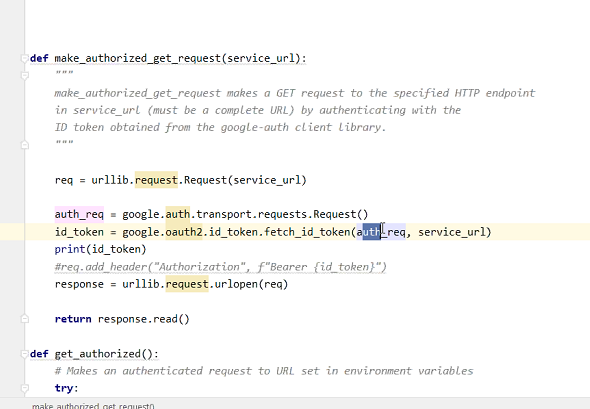 def make_authorized_get_request(service_url):
"""
make_authorized_get_request makes a GET request to the specified HTTP endpoint
in service_url (must be a complete URL) by authenticating with the
ID token obtained from the google-auth client library.
"""
req = urllib.request.Request(service_url)
auth_req = google.auth.transport.requests.Request()
id_token = google.oauth2.id_token.fetch_id_token(auth_req, service_url)
print(id_token)
#req.add_header("Authorization", f"Bearer {id_token}")
response = urllib.request.urlopen(req)
return response.read()
def get_authorized():
# Makes an authenticated request to URL set in environment variables
try:
make_authorized_get_request()